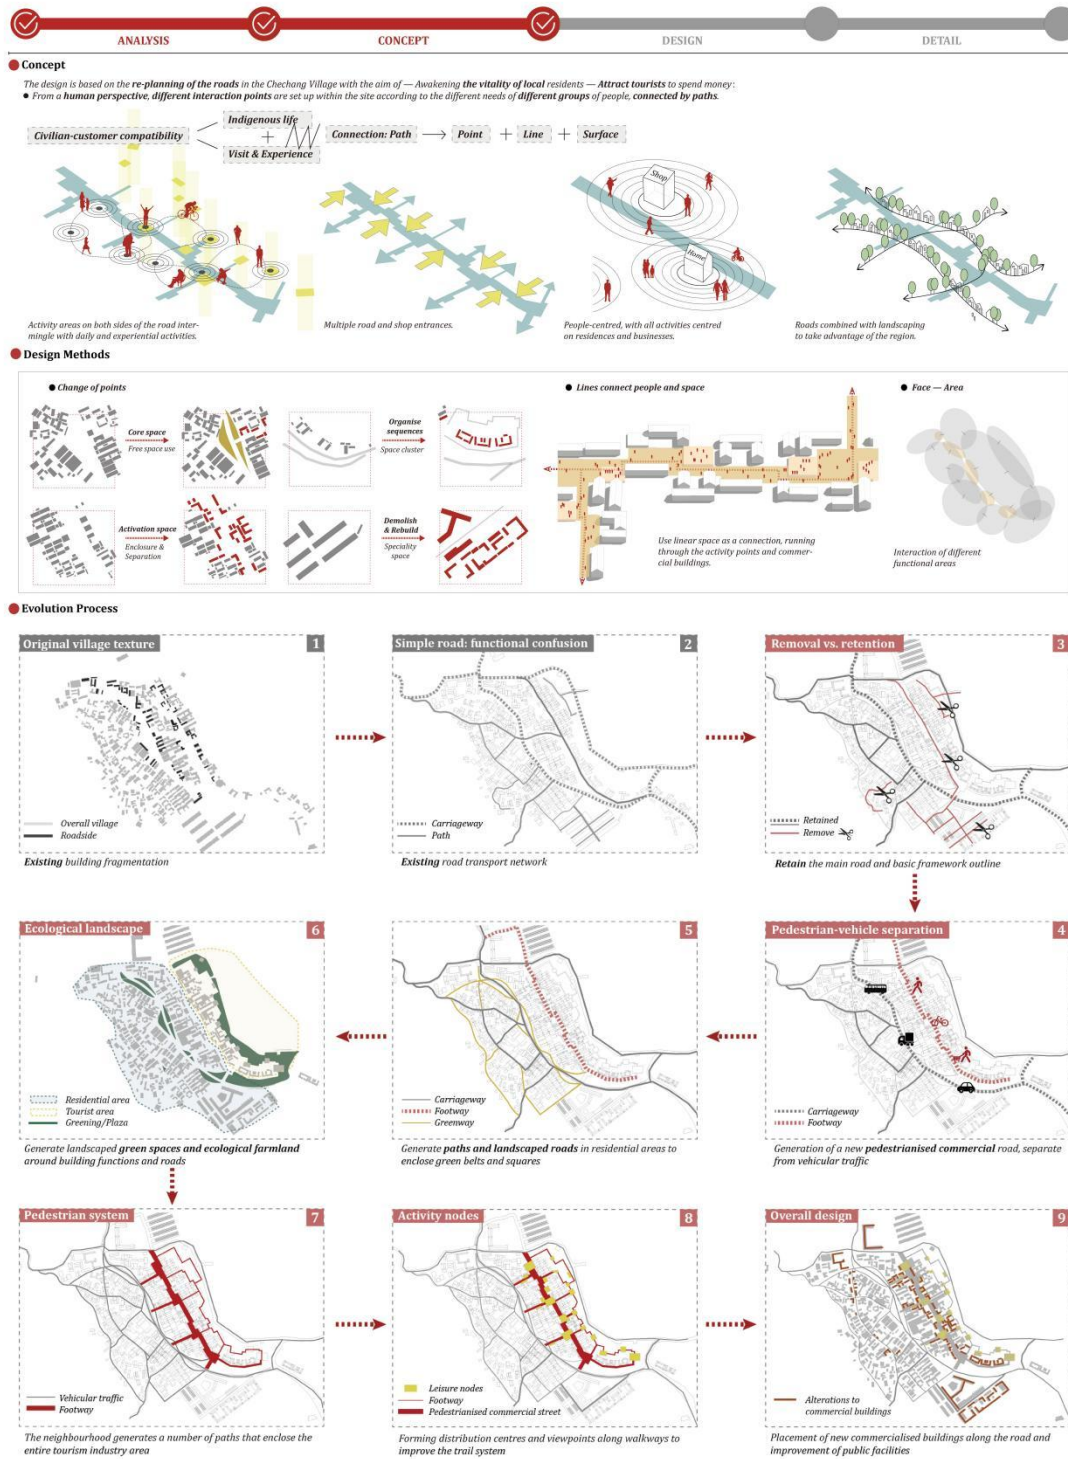 ANALYSIS
CONCEPT
DESIGN
DETAIL
Concept
The design is based on the re-planning of the roads in the Chechang Village with the aim of — Awakening the vitality of local residents — Attract tourists to spend money:
From a human perspective, different interaction points are set up within the site according to the different needs of different groups of people, connected by paths.
Civilian-customer compatibility
Indigenous life
+
Visit & Experience
Connection: Path
Point
+
Line
+
Surface
Shop
Home
Activity areas on both sides of the road inter-
mingle with daily and experiential activities.
Multiple road and shop entrances.
People-centred, with all activities centred
on residences and businesses.
Roads combined with landscaping
to take advantage of the region.
Design Methods
Change of points
Core space
Free space use
Organise
sequences
Space cluster
Activation space
Enclosure &
Separation
Demolish
& Rebuild
Speciality
space
Lines connect people and space
Use linear space as a connection, running
through the activity points and commer-
cial buildings.
Face — Area
Interaction of different
functional areas
Evolution Process
Original village texture
1
Overall village
Roadside
Existing building fragmentation
Simple road: functional confusion
2
Carriageway
Path
Existing road transport network
Removal vs. retention
3
Retained
Remove
Retain the main road and basic framework outline
Ecological landscape
6
Residential area
Tourist area
Greening/Plaza
Generate landscaped green spaces and ecological farmland
around building functions and roads
5
Carriageway
Footway
Greenway
Generate paths and landscaped roads in residential areas to
enclose green belts and squares
Pedestrian-vehicle separation
4
Carriageway
Footway
Generation of a new pedestrianised commercial road, separate
from vehicular traffic
Pedestrian system
7
Vehicular traffic
Footway
The neighbourhood generates a number of paths that enclose the
entire tourism industry area
Activity nodes
8
Leisure nodes
Footway
Pedestrianised commercial street
Forming distribution centres and viewpoints along walkways to
improve the trail system
Overall design
9
Alterations to
commercial buildings
Placement of new commercialised buildings along the road and
improvement of public facilities